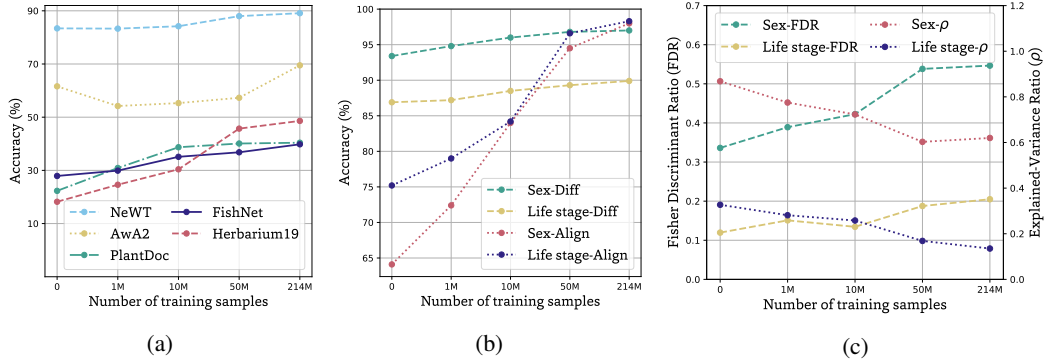 90
70
50
30
10
Accuracy (%)
NeWT
AwA2
PlantDoc
FishNet
Herbarium19
0 1M 10M 50M 214M
Number of training samples
(a)
100
95
90
85
80
75
70
65
Accuracy (%)
Sex-Diff
Life stage-Diff
Sex-Align
Life stage-Align
0 1M 10M 50M 214M
Number of training samples
(b)
0.7
0.6
0.5
0.4
0.3
0.2
0.1
0.0
Fisher Discriminant Ratio (FDR)
Sex-FDR
Life stage-FDR
Sex-ρ
Life stage-ρ
1.2
1.0
0.8
0.6
0.4
0.2
0.0
Explained-Variance Ratio (ρ)
0 1M 10M 50M 214M
Number of training samples
(c)